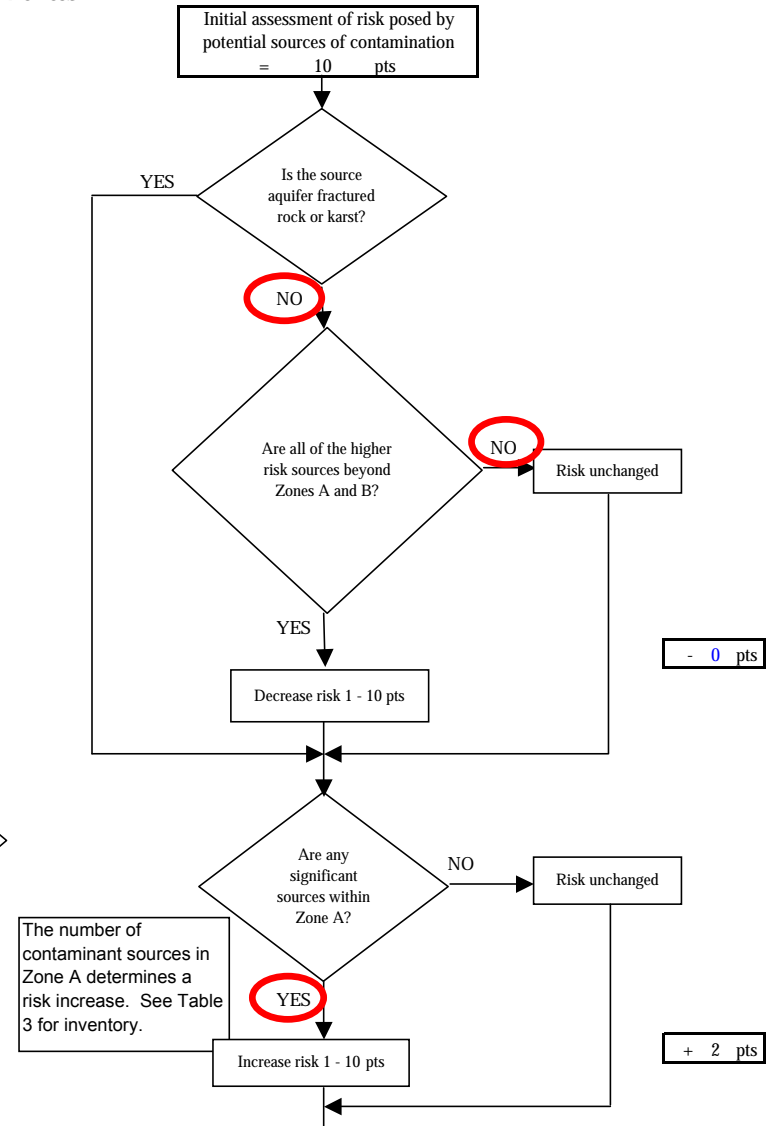 Initial assessment of risk posed by
potential sources of contamination
= 10 pts
Is the source
aquifer fractured
rock or karst?
YES
NO
Are all of the higher
risk sources beyond
Zones A and B?
NO
Risk unchanged
YES
- 0 pts
Decrease risk 1 - 10 pts
Are any
significant
sources within
Zone A?
NO
Risk unchanged
The number of
contaminant sources in
Zone A determines a
risk increase. See Table
3 for inventory.
YES
+ 2 pts
Increase risk 1 - 10 pts